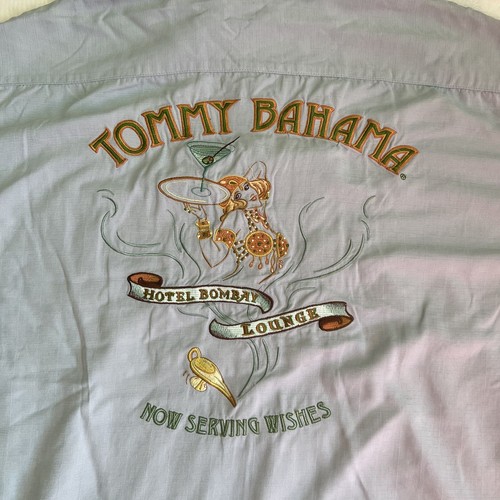 TOMMY BAHAMA®
HOTEL BOMBAY
LOUNGE
NOW SERVING WISHES